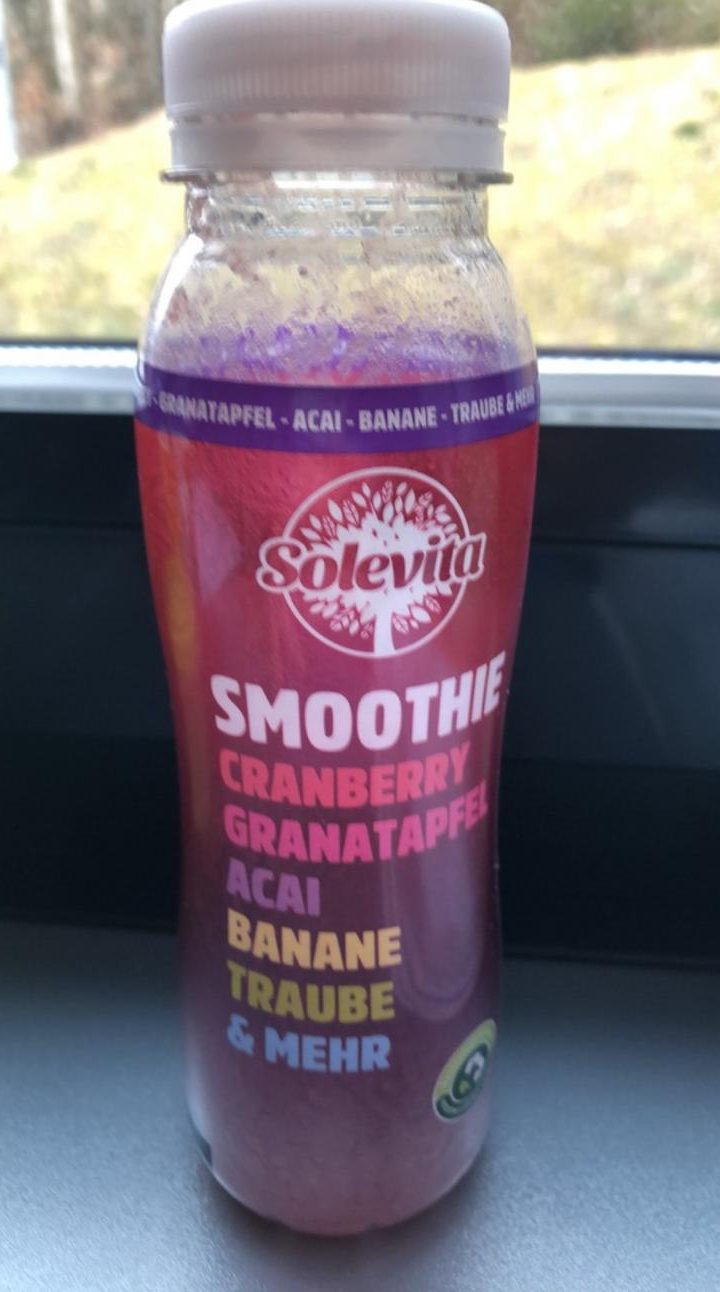 - GRANATAPFEL - ACAI - BANANE - TRAUBE & MEHR
Solevita
SMOOTHIE
CRANBERRY
GRANATAPFEL
ACAI
BANANE
TRAUBE
& MEHR